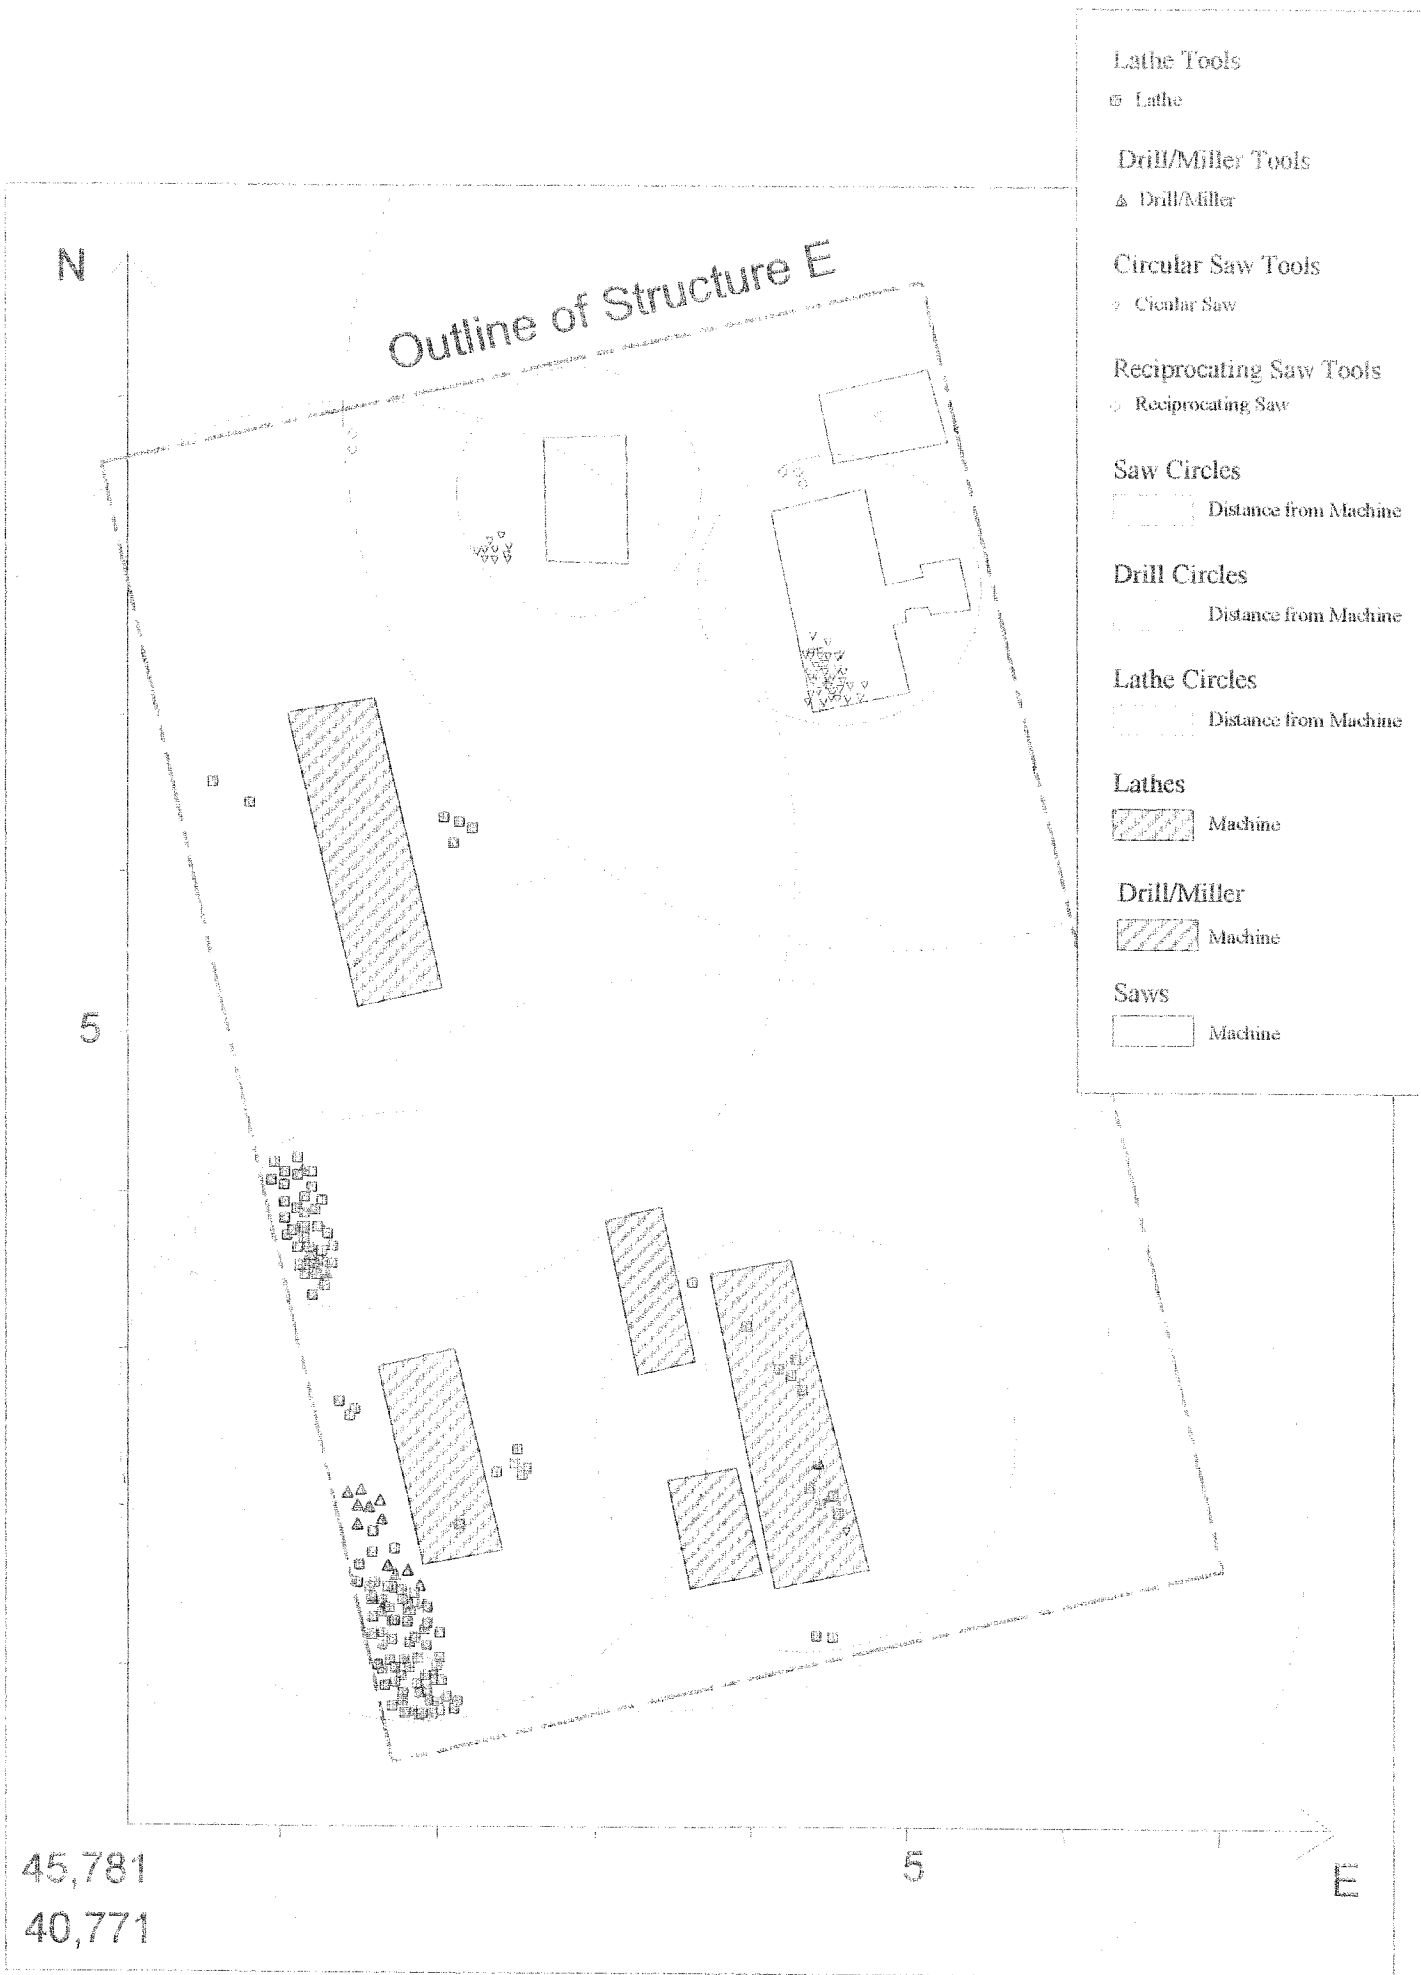 Lathe Tools
Lathe
Drill/Miller Tools
Drill/Miller
Circular Saw Tools
Cicular Saw
Reciprocating Saw Tools
Reciprocating Saw
Saw Circles
Distance from Machine
Drill Circles
Distance from Machine
Lathe Circles
Distance from Machine
Lathes
Machine
Drill/Miller
Machine
Saws
Machine
N
Outline of Structure E
5
5
E
45,781
40,771